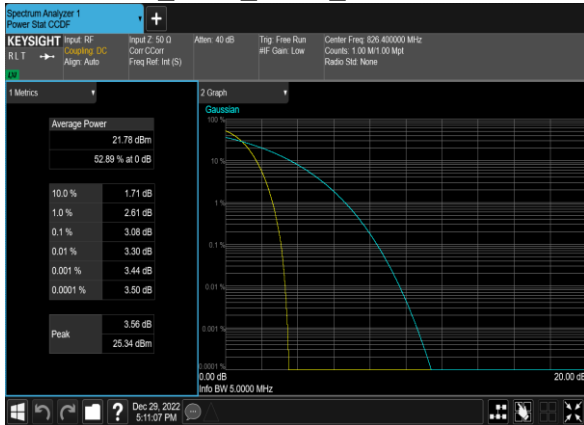 Spectrum Analyzer 1
Power Stat CCDF
KEYSIGHT
RLT
Input: RF
Coupling: DC
Align: Auto
Input Z: 50 Ω
Corr CCorr
Freq Ref: Int (S)
Atten: 40 dB
Trig: Free Run
#IF Gain: Low
Center Freq: 826.400000 MHz
Counts: 1.00 M/1.00 Mpt
Radio Std: None
1 Metrics
Average Power
21.78 dBm
52.89 % at 0 dB
10.0 % 1.71 dB
1.0 % 2.61 dB
0.1 % 3.08 dB
0.01 % 3.30 dB
0.001 % 3.44 dB
0.0001 % 3.50 dB
Peak
3.56 dB
25.34 dBm
2 Graph
Gaussian
100 %
10 %
1 %
0.1 %
0.01 %
0.001 %
0.0001 %
0.00 dB 20.00 dB
Info BW 5.0000 MHz
Dec 29, 2022
5:11:07 PM